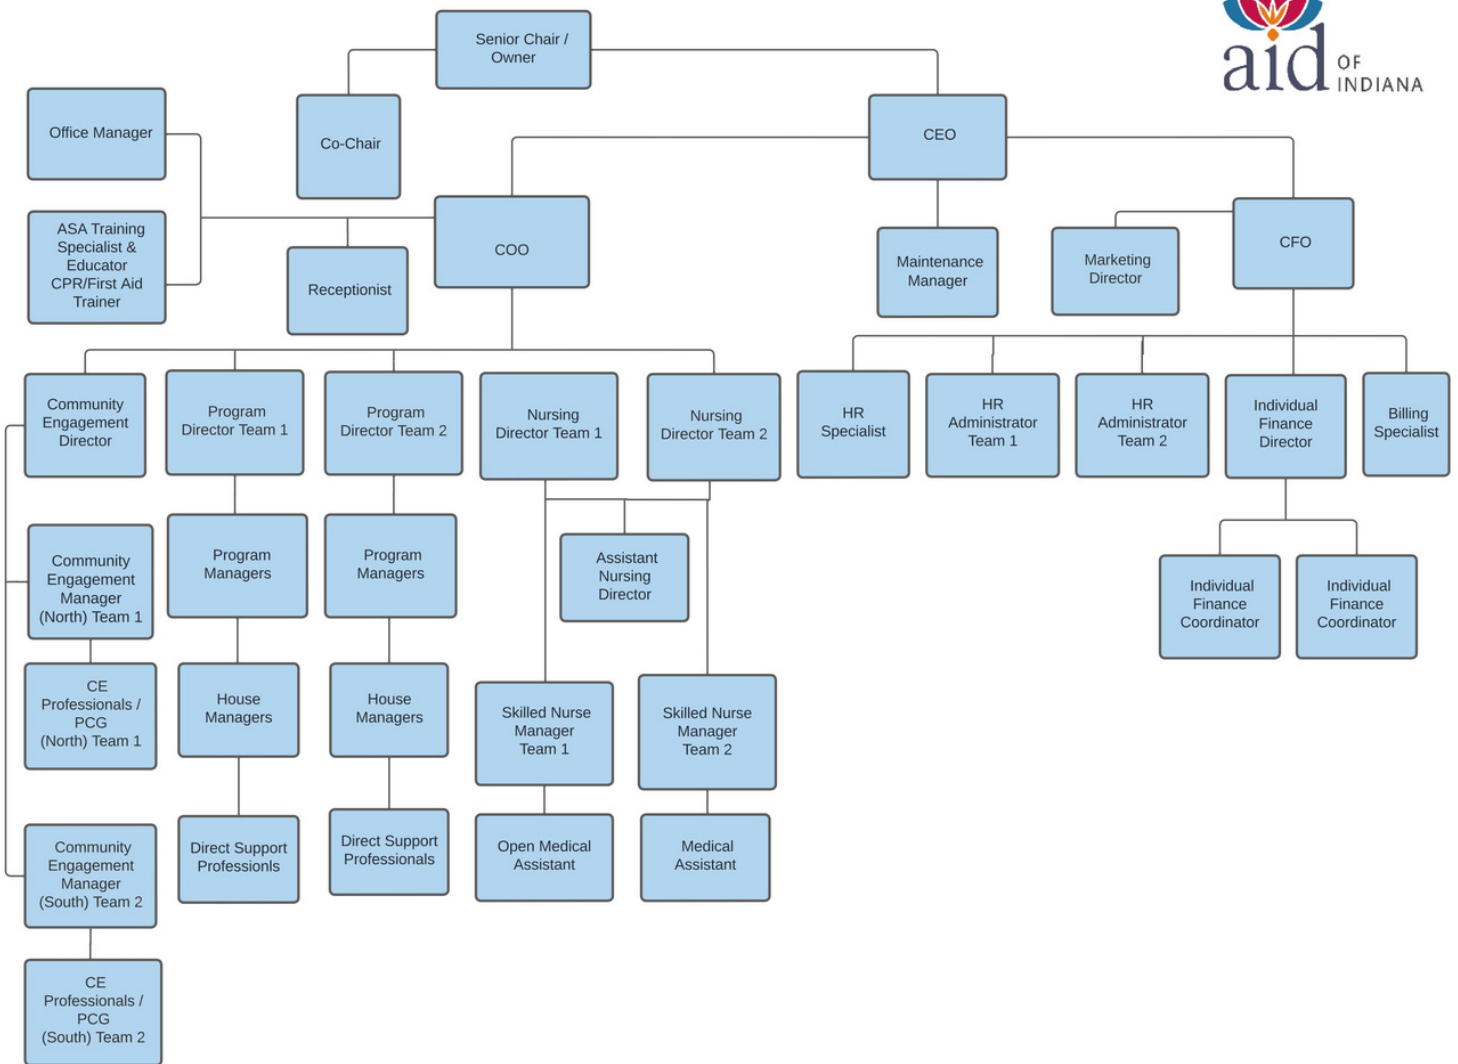 Senior Chair /
Owner
aid OF
INDIANA
Office Manager
Co-Chair
CEO
ASA Training
Specialist &
Educator
CPR/First Aid
Trainer
Receptionist
COO
Maintenance
Manager
Marketing
Director
CFO
Community
Engagement
Director
Program
Director Team 1
Program
Director Team 2
Nursing
Director Team 1
Nursing
Director Team 2
HR
Specialist
HR
Administrator
Team 1
HR
Administrator
Team 2
Individual
Finance
Director
Billing
Specialist
Community
Engagement
Manager
(North) Team 1
Program
Managers
Program
Managers
Assistant
Nursing
Director
Individual
Finance
Coordinator
Individual
Finance
Coordinator
CE
Professionals /
PCG
(North) Team 1
House
Managers
House
Managers
Skilled Nurse
Manager
Team 1
Skilled Nurse
Manager
Team 2
Community
Engagement
Manager
(South) Team 2
Direct Support
Professionls
Direct Support
Professionals
Open Medical
Assistant
Medical
Assistant
CE
Professionals /
PCG
(South) Team 2